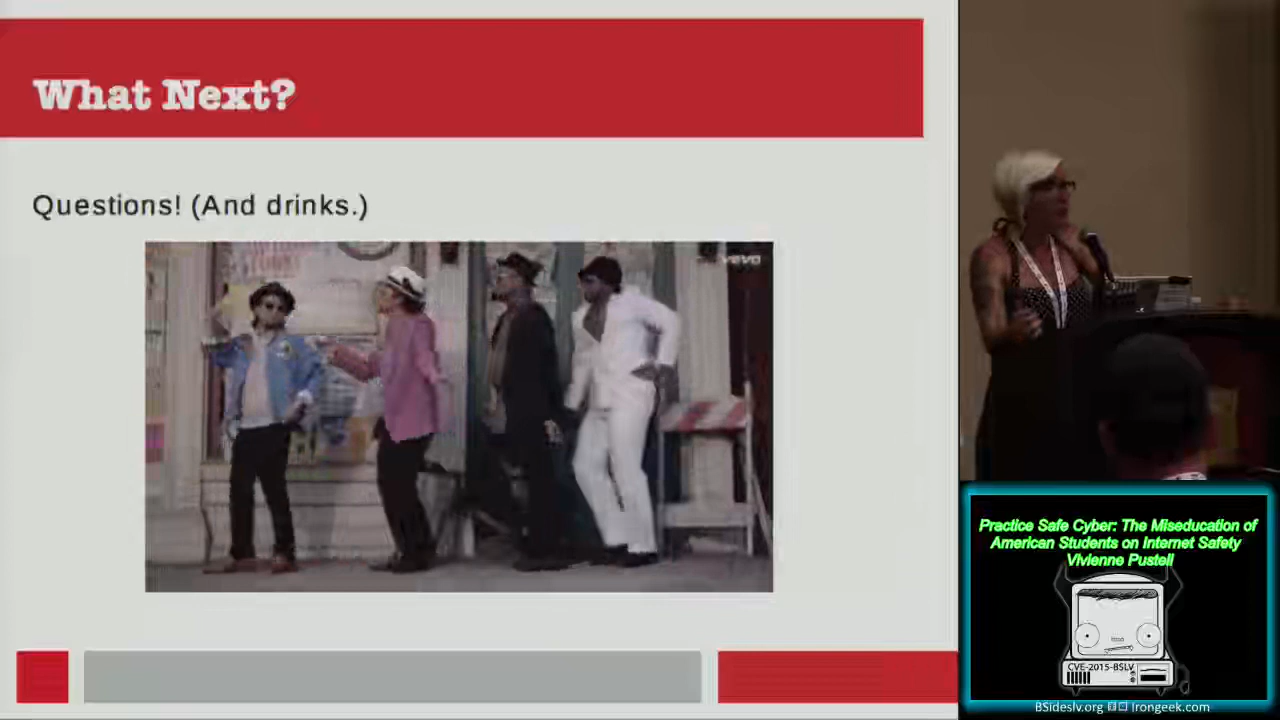 What Next?
Questions! (And drinks.)
vevo
Practice Safe Cyber: The Miseducation of
American Students on Internet Safety
Vivienne Pustell
CVE-2015-BSLV
BSideslv.org
Irongeek.com